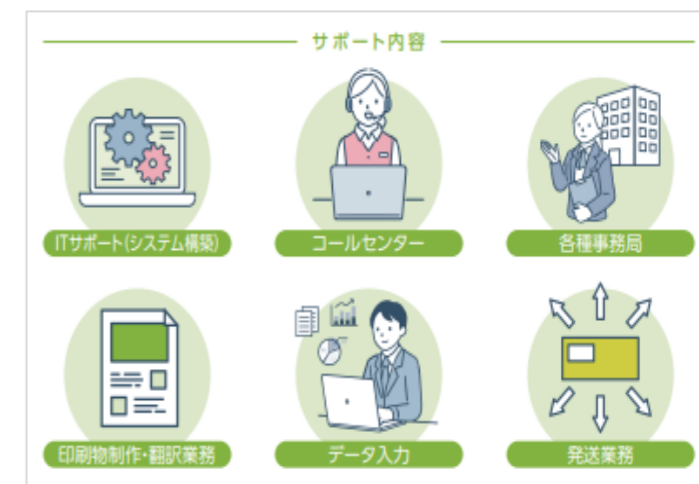 サポート内容
ITサポート(システム構築)
コールセンター
各種事務局
印刷物制作・翻訳業務
データ入力
発送業務